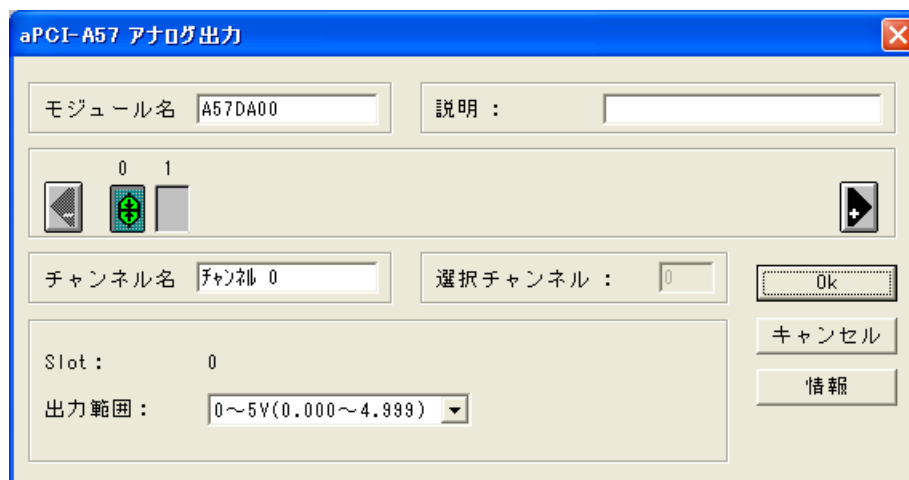 aPCI-A57 アナログ出力
モジュール名 A57DA00
説明：
0 1
チャンネル名 ﾁｬﾝﾈﾙ 0
選択チャンネル： 0
Ok
キャンセル
情報
Slot： 0
出力範囲： 0～5V(0.000～4.999)